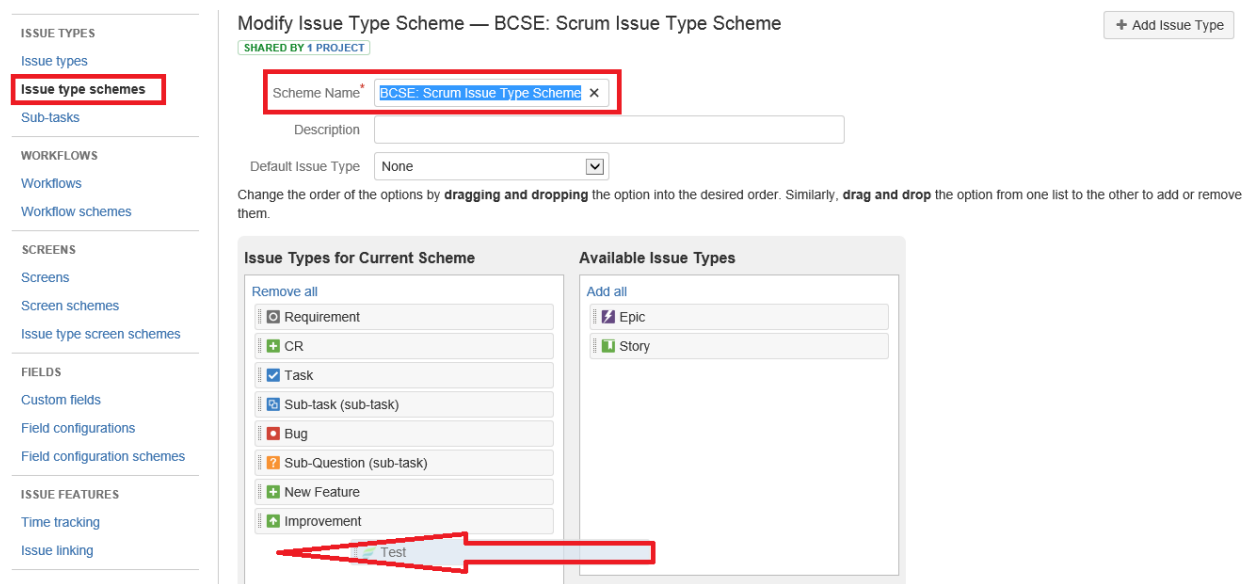 ISSUE TYPES
Issue types
Issue type schemes
Sub-tasks
WORKFLOWS
Workflows
Workflow schemes
SCREENS
Screens
Screen schemes
Issue type screen schemes
FIELDS
Custom fields
Field configurations
Field configuration schemes
ISSUE FEATURES
Time tracking
Issue linking
Modify Issue Type Scheme — BCSE: Scrum Issue Type Scheme
+ Add Issue Type
SHARED BY 1 PROJECT
Scheme Name* BCSE: Scrum Issue Type Scheme ×
Description
Default Issue Type None
Change the order of the options by dragging and dropping the option into the desired order. Similarly, drag and drop the option from one list to the other to add or remove
them.
Issue Types for Current Scheme
Remove all
Requirement
CR
Task
Sub-task (sub-task)
Bug
Sub-Question (sub-task)
New Feature
Improvement
Test
Available Issue Types
Add all
Epic
Story